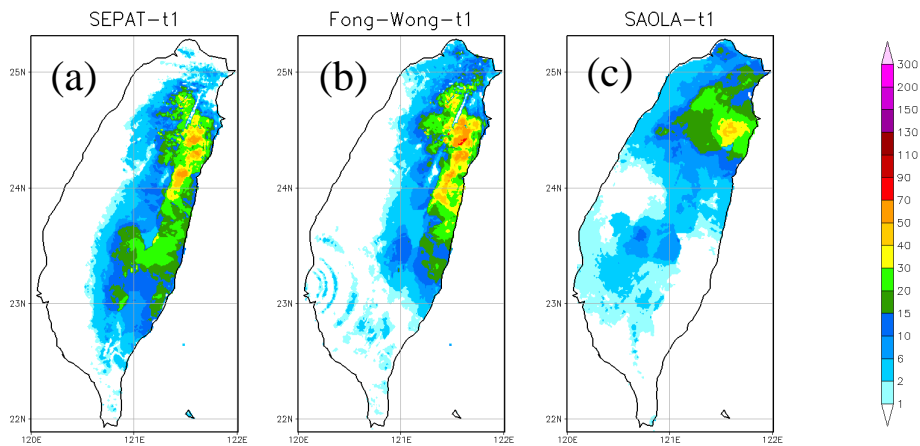 SEPAT-t1
Fong-Wong-t1
SAOLA-t1
(a)
(b)
(c)
25N
24N
23N
22N
120E
121E
122E
25N
24N
23N
22N
120E
121E
122E
25N
24N
23N
22N
120E
121E
122E
300
200
150
130
110
90
70
50
40
30
20
15
10
6
2
1